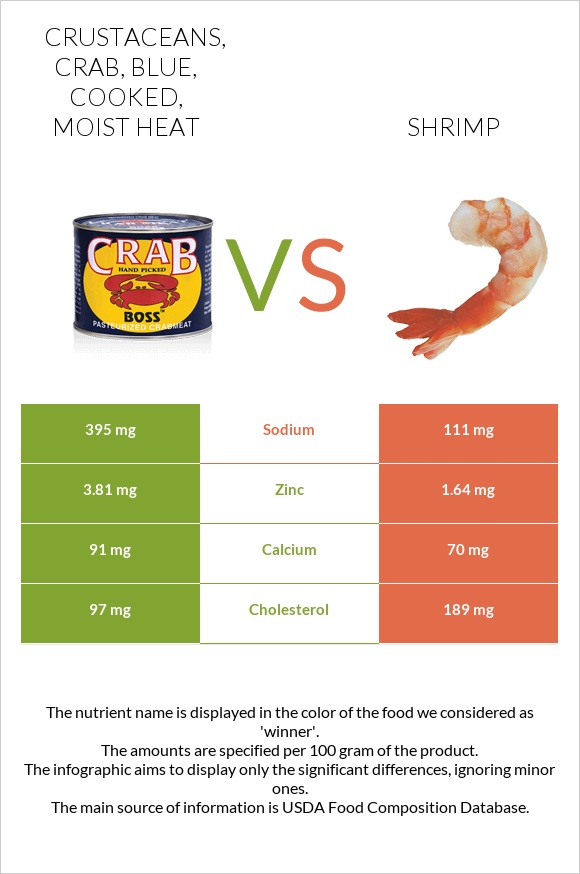 CRUSTACEANS,
CRAB, BLUE,
COOKED,
MOIST HEAT
SHRIMP
CRAB
HAND PICKED
BOSS™
PASTEURIZED CRABMEAT
VS
395 mg Sodium 111 mg
3.81 mg Zinc 1.64 mg
91 mg Calcium 70 mg
97 mg Cholesterol 189 mg
The nutrient name is displayed in the color of the food we considered as
'winner'.
The amounts are specified per 100 gram of the product.
The infographic aims to display only the significant differences, ignoring minor
ones.
The main source of information is USDA Food Composition Database.